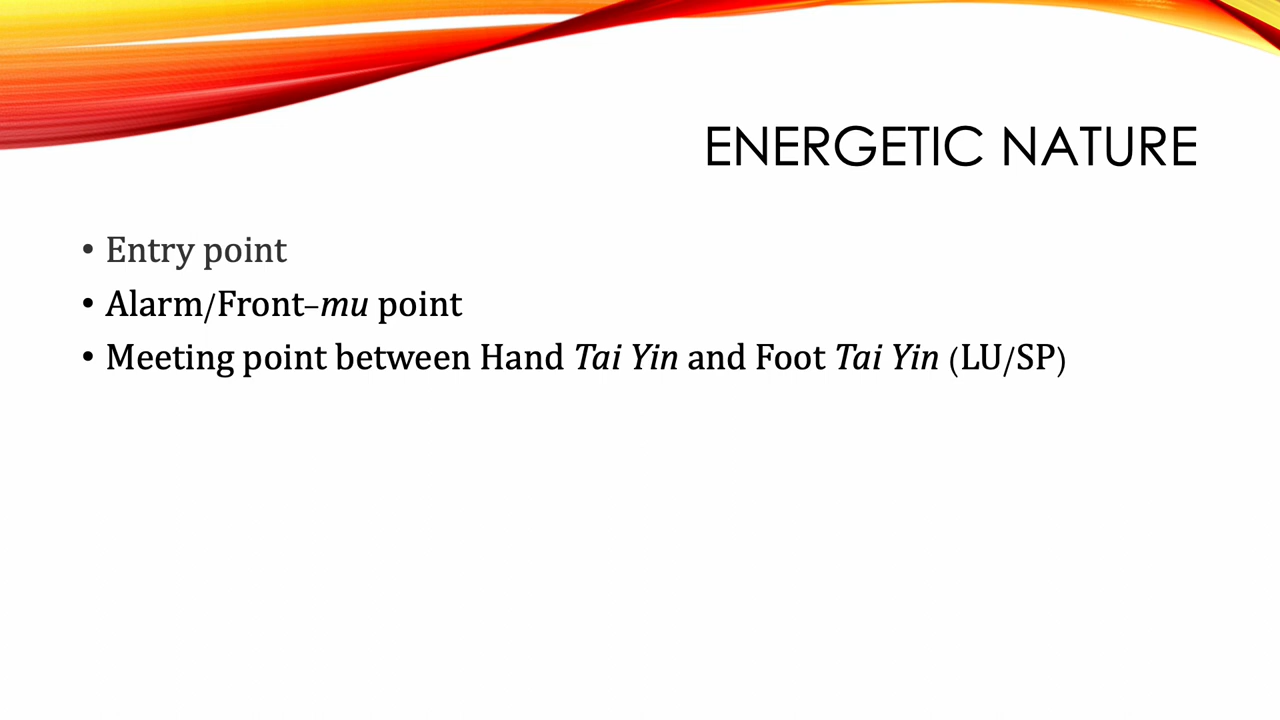 ENERGETIC NATURE
• Entry point
• Alarm/Front–mu point
• Meeting point between Hand Tai Yin and Foot Tai Yin (LU/SP)